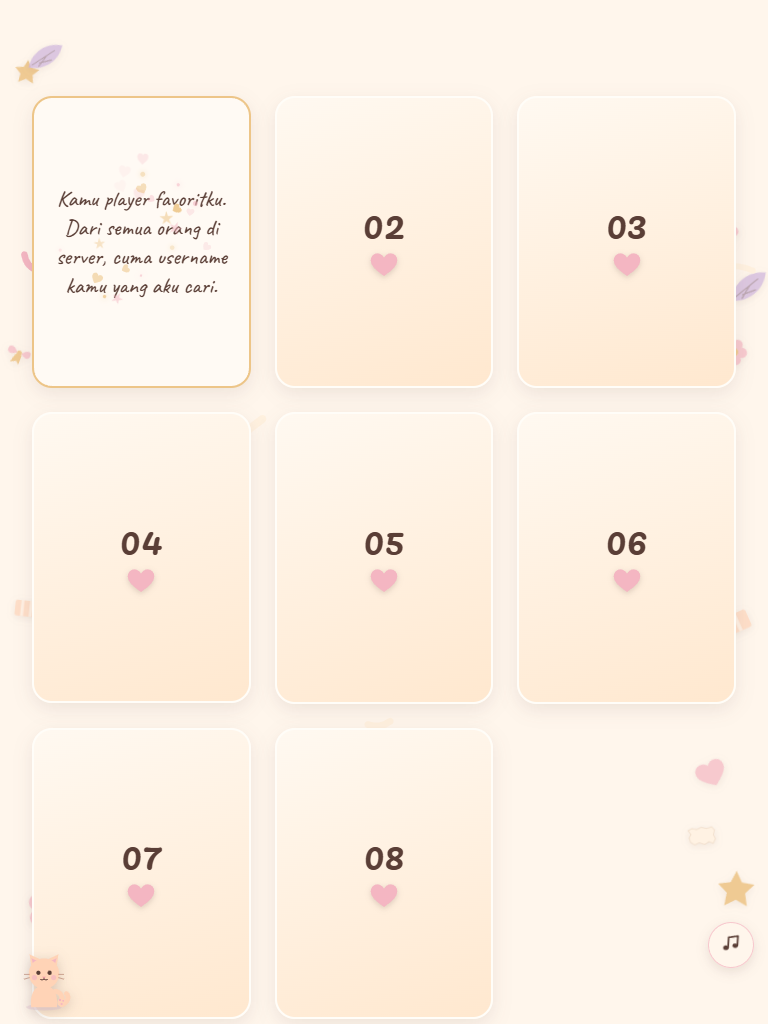 Kamu player favoritku.
Dari semua orang di
server, cuma username
kamu yang aku cari.
02
03
04
05
06
07
08